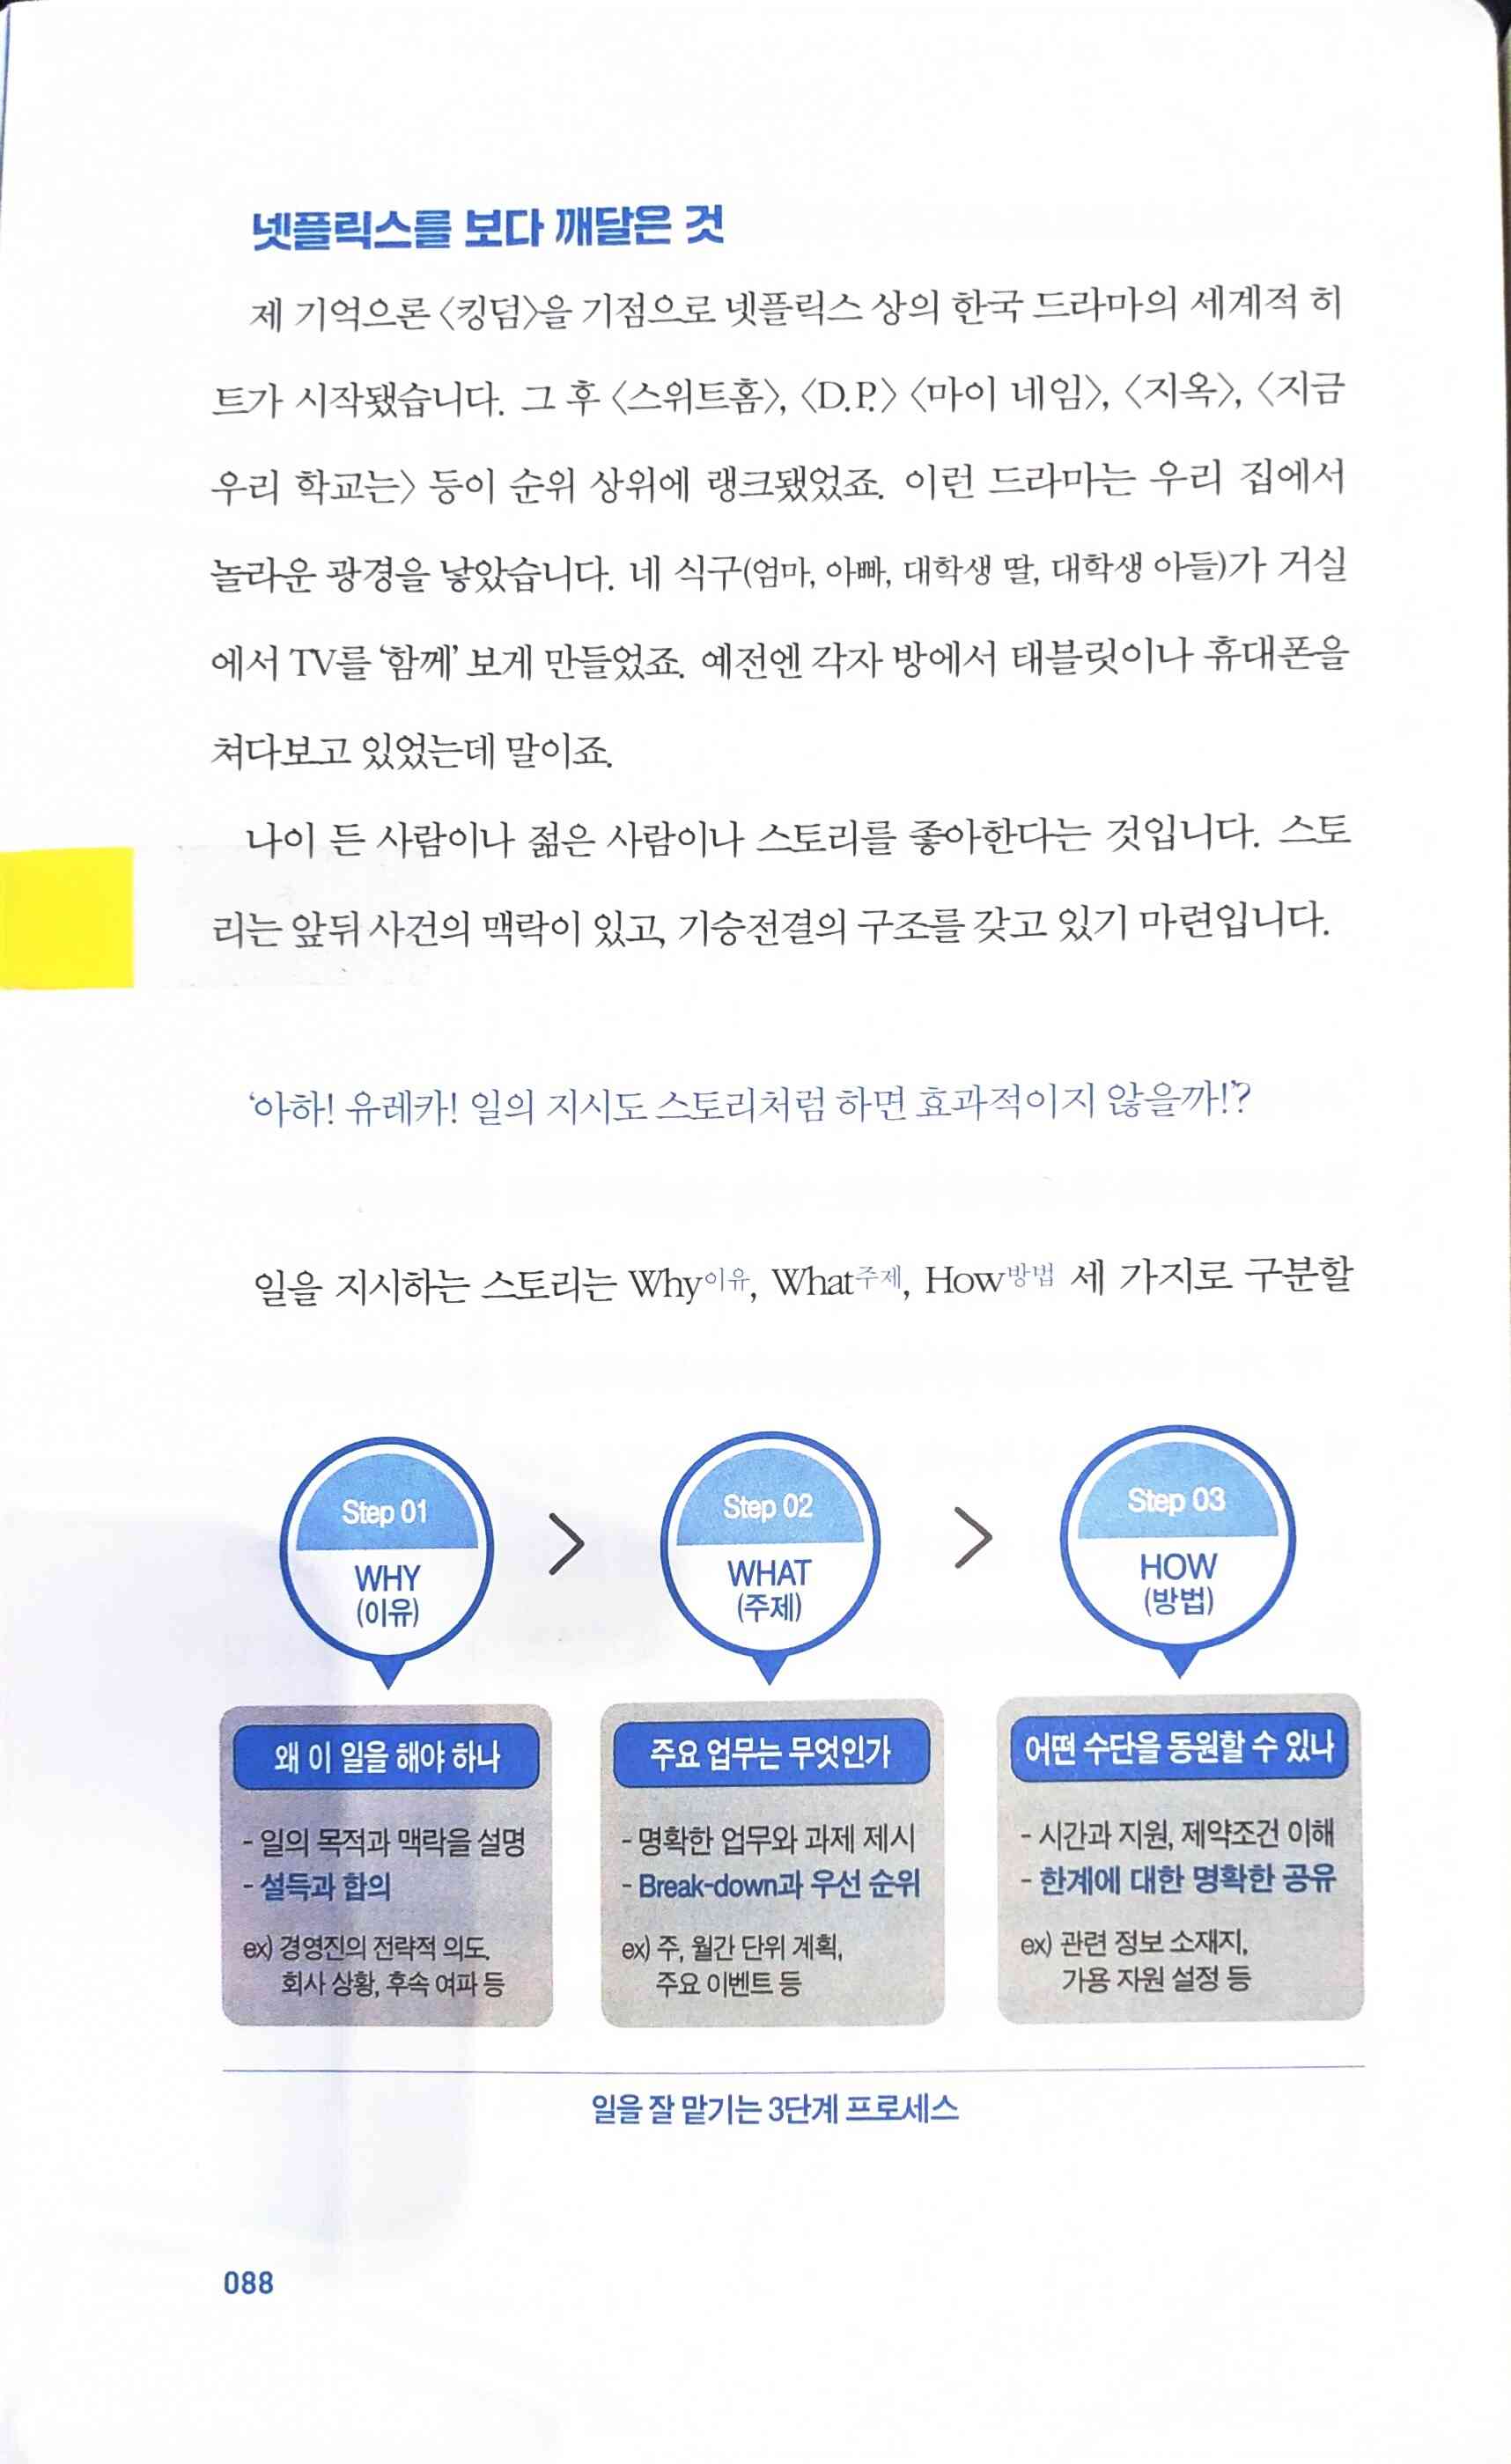 넷플릭스를 보다 깨달은 것
제 기억으론 〈킹덤〉을 기점으로 넷플릭스 상의 한국 드라마의 세계적 히
트가 시작됐습니다. 그 후 〈스위트홈〉, 〈D.P.〉 〈마이 네임〉, 〈지옥〉, 〈지금
우리 학교는〉 등이 순위 상위에 랭크됐었죠. 이런 드라마는 우리 집에서
놀라운 광경을 낳았습니다. 네 식구(엄마, 아빠, 대학생 딸, 대학생 아들)가 거실
에서 TV를 ‘함께’ 보게 만들었죠. 예전엔 각자 방에서 태블릿이나 휴대폰을
쳐다보고 있었는데 말이죠.
나이 든 사람이나 젊은 사람이나 스토리를 좋아한다는 것입니다. 스토
리는 앞뒤 사건의 맥락이 있고, 기승전결의 구조를 갖고 있기 마련입니다.
‘아하! 유레카! 일의 지시도 스토리처럼 하면 효과적이지 않을까!’?
일을 지시하는 스토리는 Why이유, What주제, How방법 세 가지로 구분할
Step 01
WHY
(이유)
>
Step 02
WHAT
(주제)
>
Step 03
HOW
(방법)
왜 이 일을 해야 하나
- 일의 목적과 맥락을 설명
- 설득과 합의
ex) 경영진의 전략적 의도,
회사 상황, 후속 여파 등
주요 업무는 무엇인가
- 명확한 업무와 과제 제시
- Break-down과 우선 순위
ex) 주, 월간 단위 계획,
주요 이벤트 등
어떤 수단을 동원할 수 있나
- 시간과 지원, 제약조건 이해
- 한계에 대한 명확한 공유
ex) 관련 정보 소재지,
가용 자원 설정 등
일을 잘 맡기는 3단계 프로세스
088